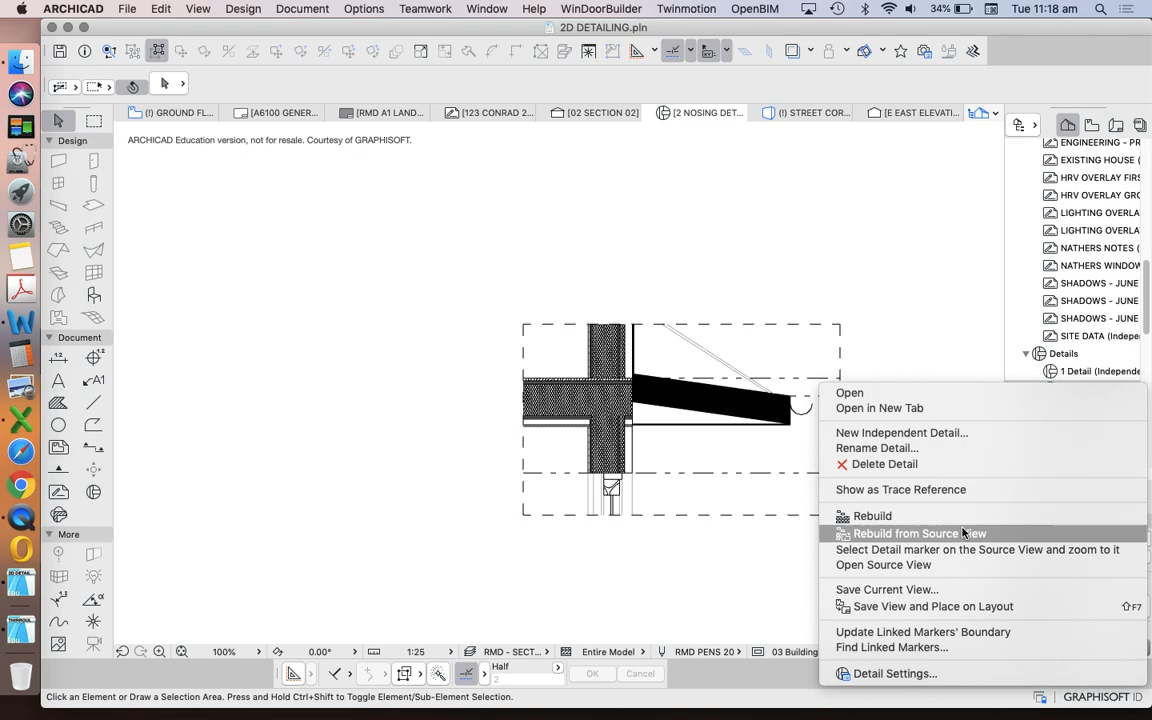 ARCHICAD File Edit View Design Document Options Teamwork Window Help WinDoorBuilder Twinmotion OpenBIM 34% Tue 11:18 am
2D DETAILING.pln
(!) GROUND FL... [A6100 GENER... [RMD A1 LAND... [123 CONRAD 2... [02 SECTION 02] [2 NOSING DET... (!) STREET COR... [E EAST ELEVATI...
ARCHICAD Education version, not for resale. Courtesy of GRAPHISOFT.
Design
Document
More
ENGINEERING - PR
EXISTING HOUSE (
HRV OVERLAY FIRS
HRV OVERLAY GRO
LIGHTING OVERLA
LIGHTING OVERLA
NATHERS NOTES (
NATHERS WINDOW
SHADOWS - JUNE
SHADOWS - JUNE
SHADOWS - JUNE
SITE DATA (Indepe
Details
1 Detail (Independe
Open
Open in New Tab
New Independent Detail...
Rename Detail...
Delete Detail
Show as Trace Reference
Rebuild
Rebuild from Source View
Select Detail marker on the Source View and zoom to it
Open Source View
Save Current View...
Save View and Place on Layout ⇧F7
Update Linked Markers' Boundary
Find Linked Markers...
Detail Settings...
100% 0.00° 1:25 RMD - SECT... Entire Model RMD PENS 20 03 Building
Half
2
OK Cancel
Click an Element or Draw a Selection Area. Press and Hold Ctrl+Shift to Toggle Element/Sub-Element Selection.
GRAPHISOFT ID